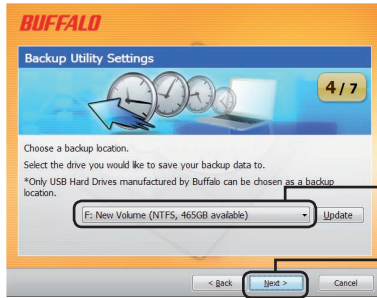 BUFFALO
Backup Utility Settings
4/7
Choose a backup location.
Select the drive you would like to save your backup data to.
*Only USB Hard Drives manufactured by Buffalo can be chosen as a backup
location.
F: New Volume (NTFS, 465GB available)
Update
< Back
Next >
Cancel